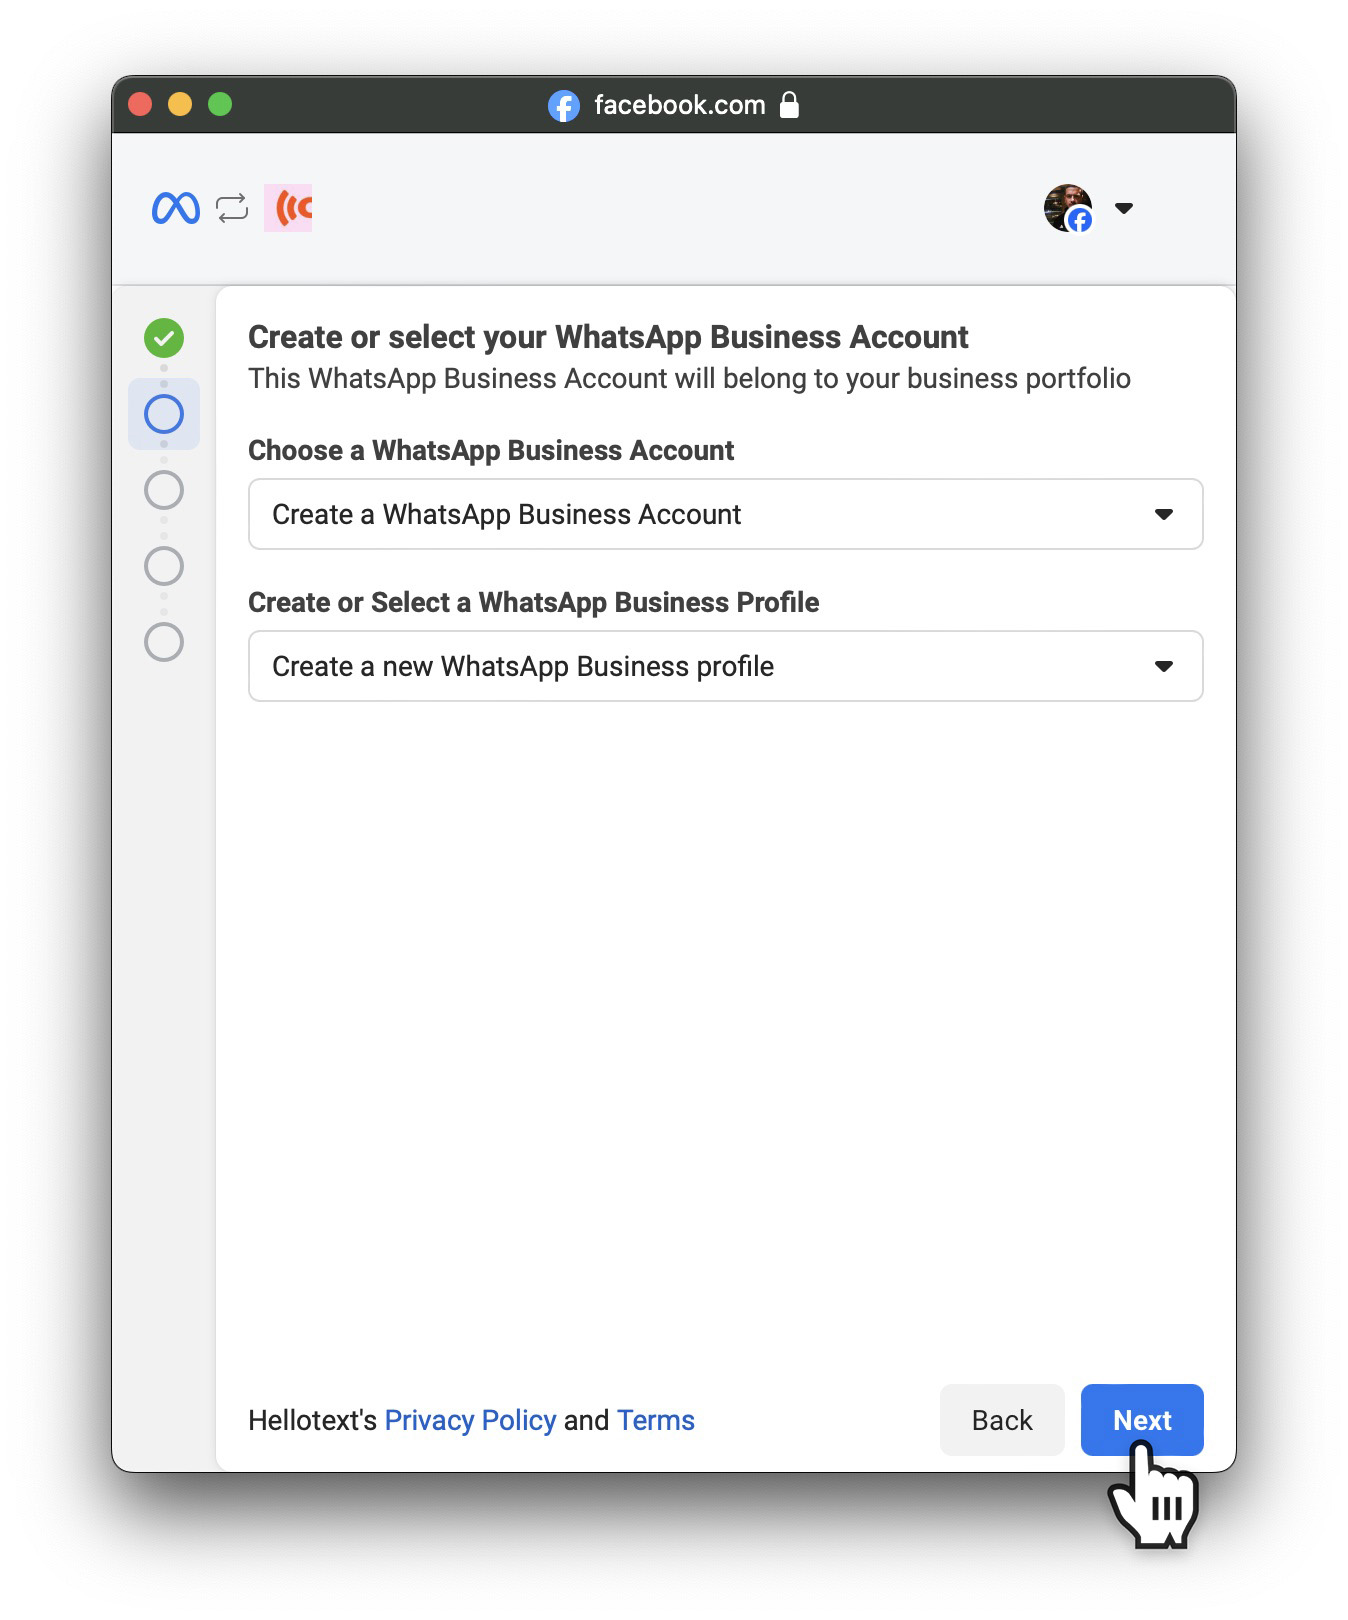 facebook.com
Create or select your WhatsApp Business Account
This WhatsApp Business Account will belong to your business portfolio
Choose a WhatsApp Business Account
Create a WhatsApp Business Account
Create or Select a WhatsApp Business Profile
Create a new WhatsApp Business profile
Hellotext's Privacy Policy and Terms
Back
Next